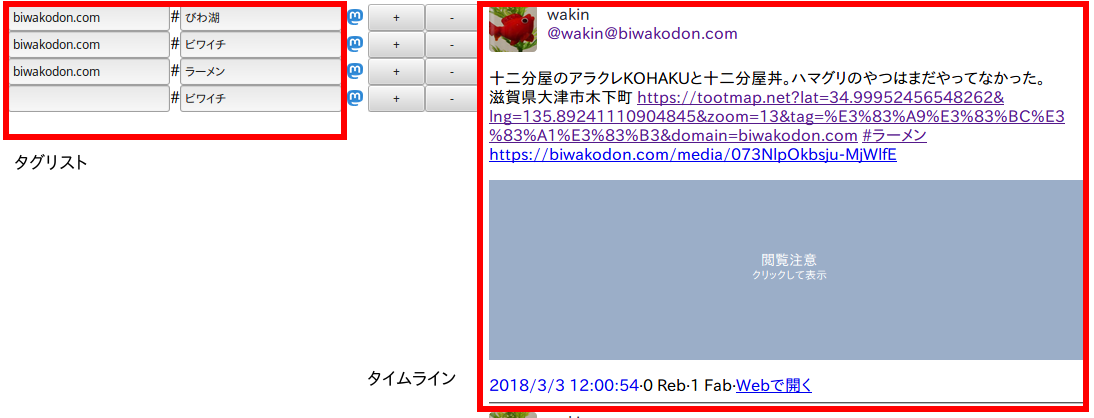 biwakodon.com # びわ湖 + -
biwakodon.com # ビワイチ + -
biwakodon.com # ラーメン + -
# ビワイチ + -
タグリスト
タイムライン
wakin
@wakin@biwakodon.com
十二分屋のアラクレKOHAKUと十二分屋丼。ハマグリのやつはまだやってなかった。
滋賀県大津市木下町 https://tootmap.net?lat=34.99952456548262&
lng=135.89241110904845&zoom=13&tag=%E3%83%A9%E3%83%BC%E3
%83%A1%E3%83%B3&domain=biwakodon.com #ラーメン
https://biwakodon.com/media/073NlpOkbsju-MjWlfE
閲覧注意
クリックして表示
2018/3/3 12:00:54·0 Reb·1 Fab·Webで開く